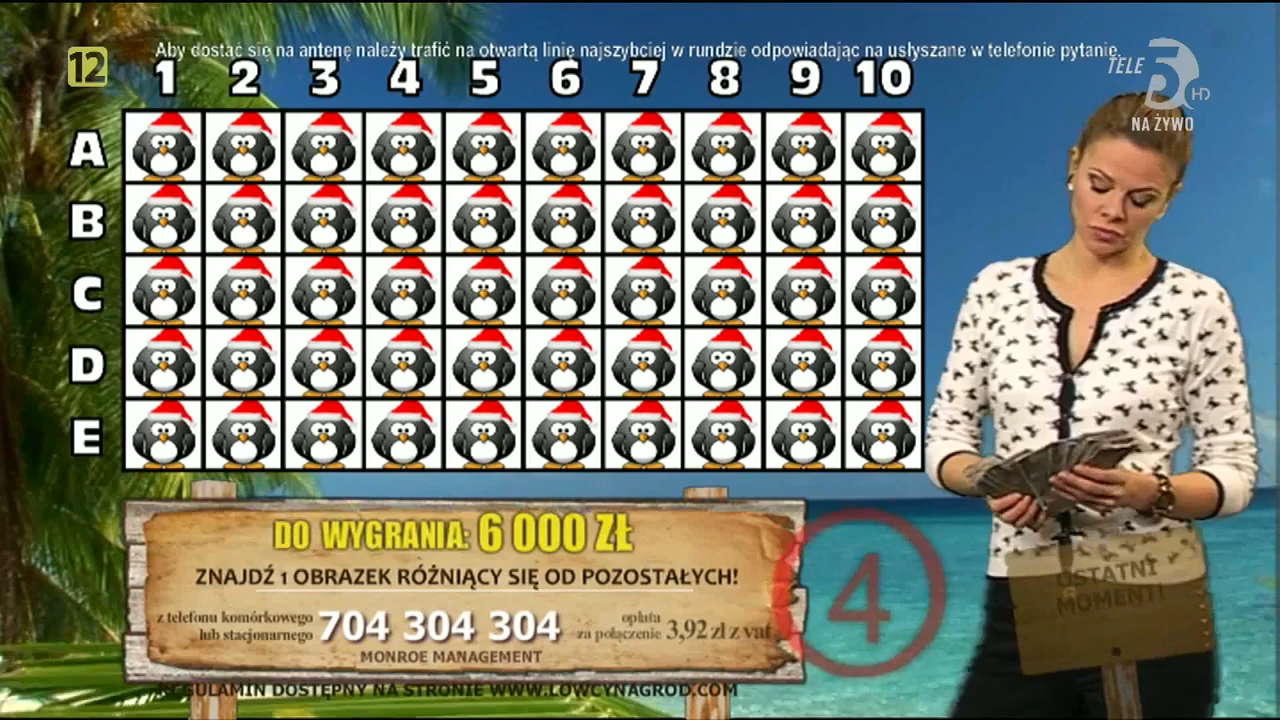 Aby dostać się na antenę należy trafić na otwartą linię najszybciej w rundzie odpowiadając na usłyszane w telefonie pytanie.
12
TELE 5 HD
NA ŻYWO
1 2 3 4 5 6 7 8 9 10
A
B
C
D
E
DO WYGRANIA: 6 000 ZŁ
ZNAJDŹ 1 OBRAZEK RÓŻNIĄCY SIĘ OD POZOSTAŁYCH!
z telefonu komórkowego
lub stacjonarnego
704 304 304
opłata
za połączenie 3,92 zł z vat
MONROE MANAGEMENT
4
OSTATNI
MOMENT!
REGULAMIN DOSTĘPNY NA STRONIE WWW.LOWCYNAGROD.COM